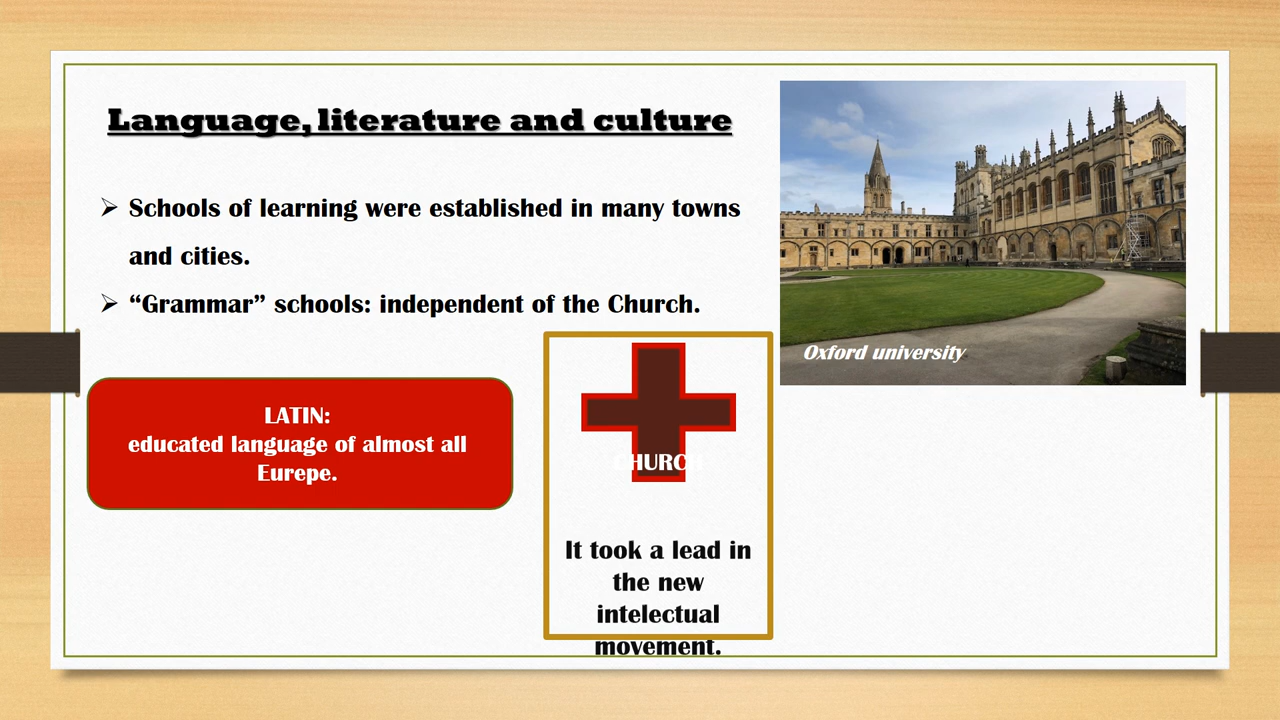 Language, literature and culture
Schools of learning were established in many towns
and cities.
“Grammar” schools: independent of the Church.
Oxford university
LATIN:
educated language of almost all
Eurepe.
CHURCH
It took a lead in
the new
intelectual
movement.